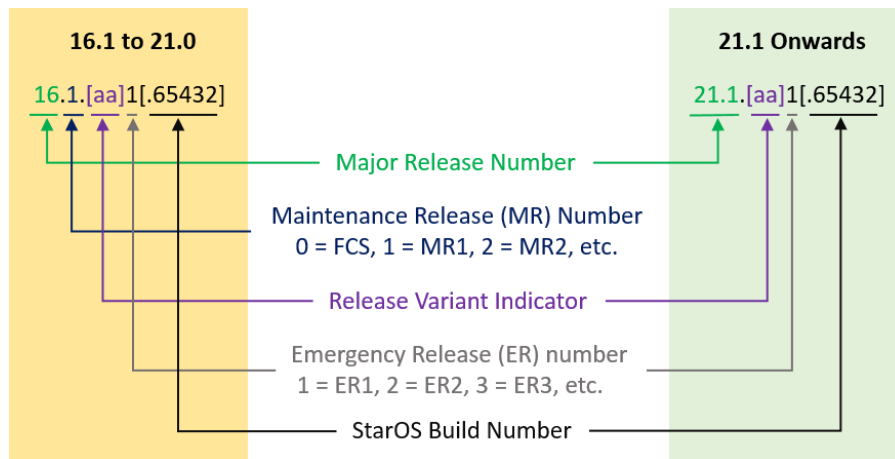 16.1 to 21.0
21.1 Onwards
16.1.[aa]1[.65432]
21.1.[aa]1[.65432]
Major Release Number
Maintenance Release (MR) Number
0 = FCS, 1 = MR1, 2 = MR2, etc.
Release Variant Indicator
Emergency Release (ER) number
1 = ER1, 2 = ER2, 3 = ER3, etc.
StarOS Build Number